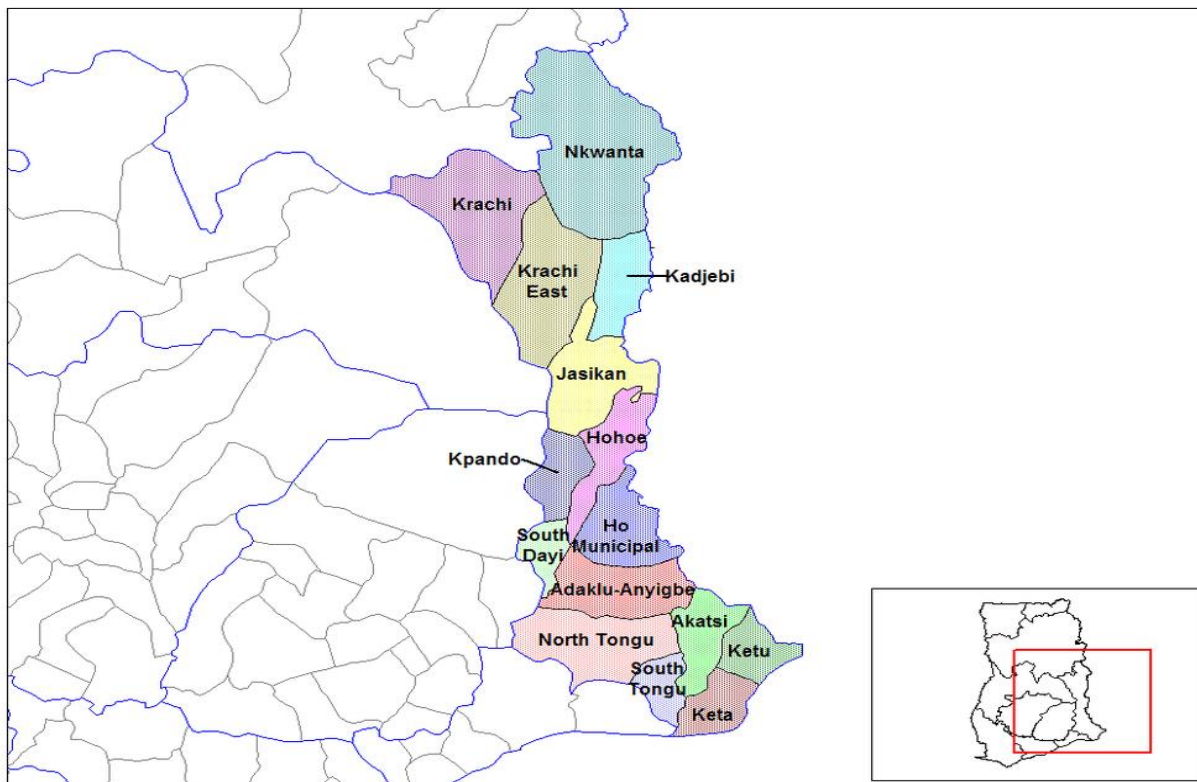 Nkwanta
Krachi
Krachi
East
Kadjebi
Jasikan
Hohoe
Kpando
South
Dayi
Ho
Municipal
Adaklu-Anyigbe
Akatsi
North Tongu
Ketu
South
Tongu
Keta